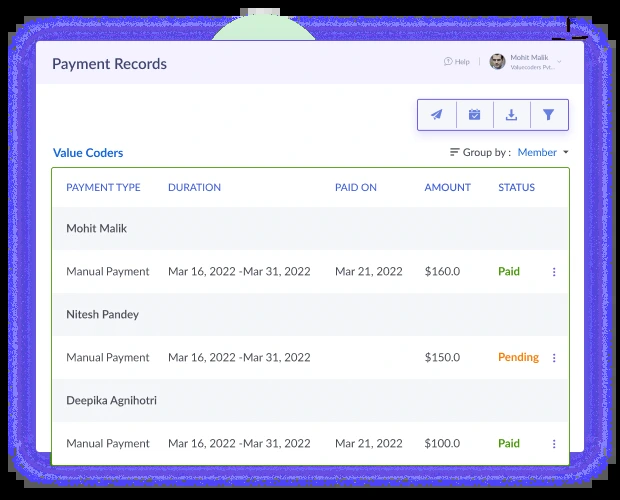 Payment Records
Help
Mohit Malik
Valuecoders Pvt...
Value Coders
Group by : Member
PAYMENT TYPE DURATION PAID ON AMOUNT STATUS
Mohit Malik
Manual Payment Mar 16, 2022 -Mar 31, 2022 Mar 21, 2022 $160.0 Paid
Nitesh Pandey
Manual Payment Mar 16, 2022 -Mar 31, 2022 $150.0 Pending
Deepika Agnihotri
Manual Payment Mar 16, 2022 -Mar 31, 2022 Mar 21, 2022 $100.0 Paid